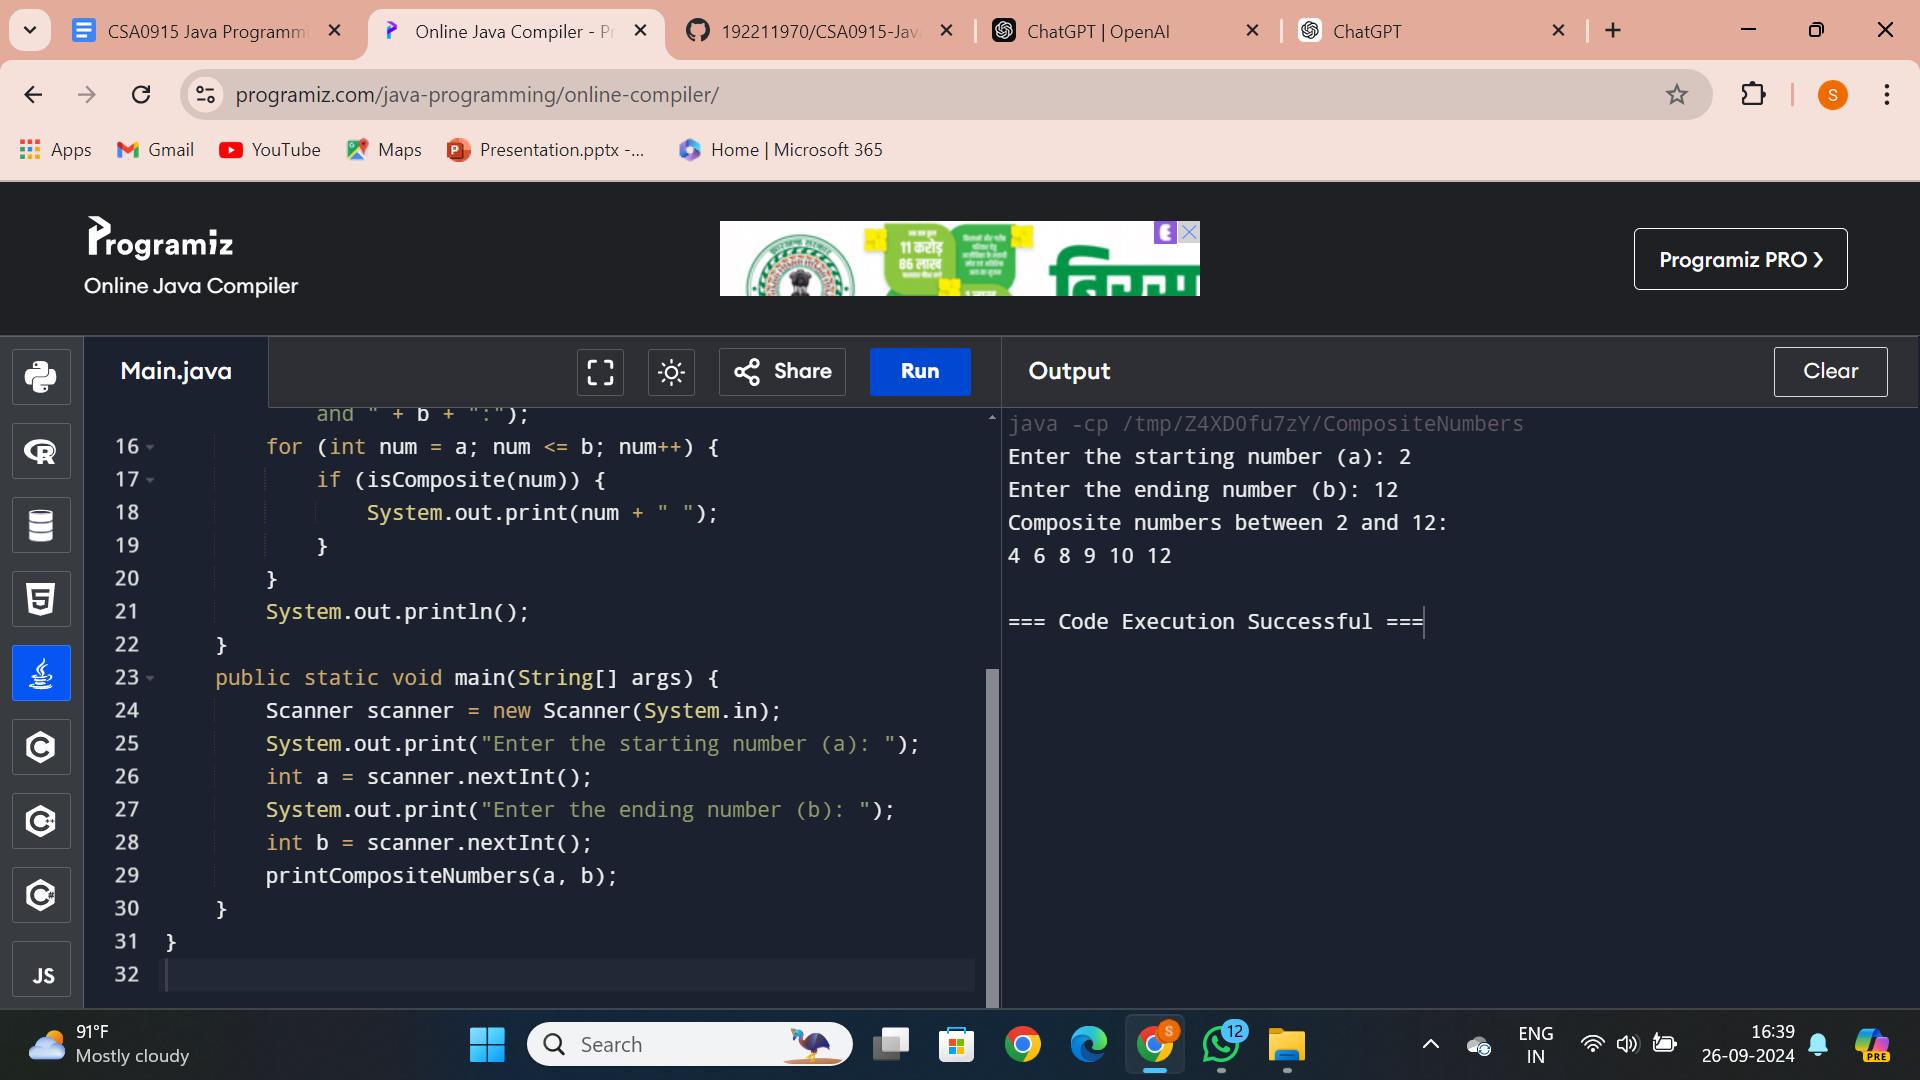 CSA0915 Java Programmi
Online Java Compiler - Pr
192211970/CSA0915-Java
ChatGPT | OpenAI
ChatGPT
programiz.com/java-programming/online-compiler/
S
Apps
Gmail
YouTube
Maps
Presentation.pptx -...
Home | Microsoft 365
Programiz
Online Java Compiler
11 करोड़
86 लाख
Programiz PRO ❯
Main.java
Share
Run
Output
Clear
and " + b + ":");
16 for (int num = a; num <= b; num++) {
17 if (isComposite(num)) {
18 System.out.print(num + " ");
19 }
20 }
21 System.out.println();
22 }
23 public static void main(String[] args) {
24 Scanner scanner = new Scanner(System.in);
25 System.out.print("Enter the starting number (a): ");
26 int a = scanner.nextInt();
27 System.out.print("Enter the ending number (b): ");
28 int b = scanner.nextInt();
29 printCompositeNumbers(a, b);
30 }
31 }
32
java -cp /tmp/Z4XD0fu7zY/CompositeNumbers
Enter the starting number (a): 2
Enter the ending number (b): 12
Composite numbers between 2 and 12:
4 6 8 9 10 12
=== Code Execution Successful ===
JS
91°F
Mostly cloudy
Search
S
12
ENG
IN
16:39
26-09-2024
PRE